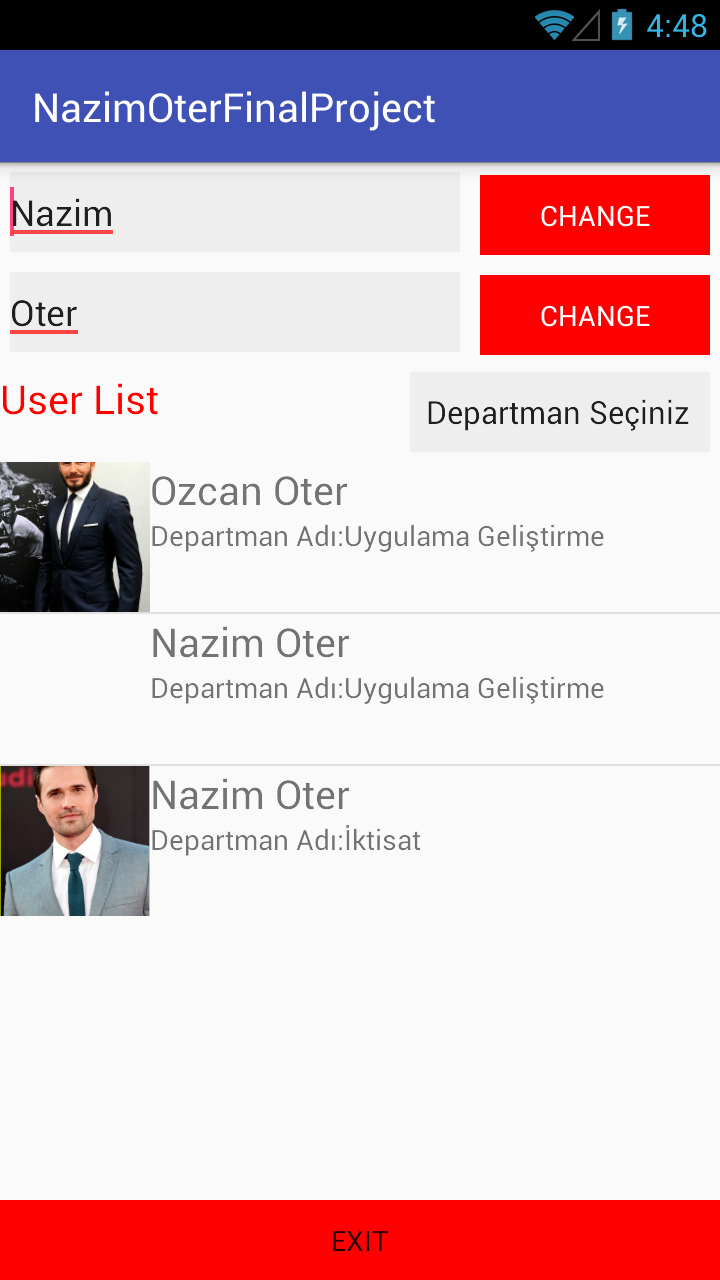 4:48
NazimOterFinalProject
Nazim
CHANGE
Oter
CHANGE
User List
Departman Seçiniz
Ozcan Oter
Departman Adı:Uygulama Geliştirme
Nazim Oter
Departman Adı:Uygulama Geliştirme
Nazim Oter
Departman Adı:İktisat
EXIT